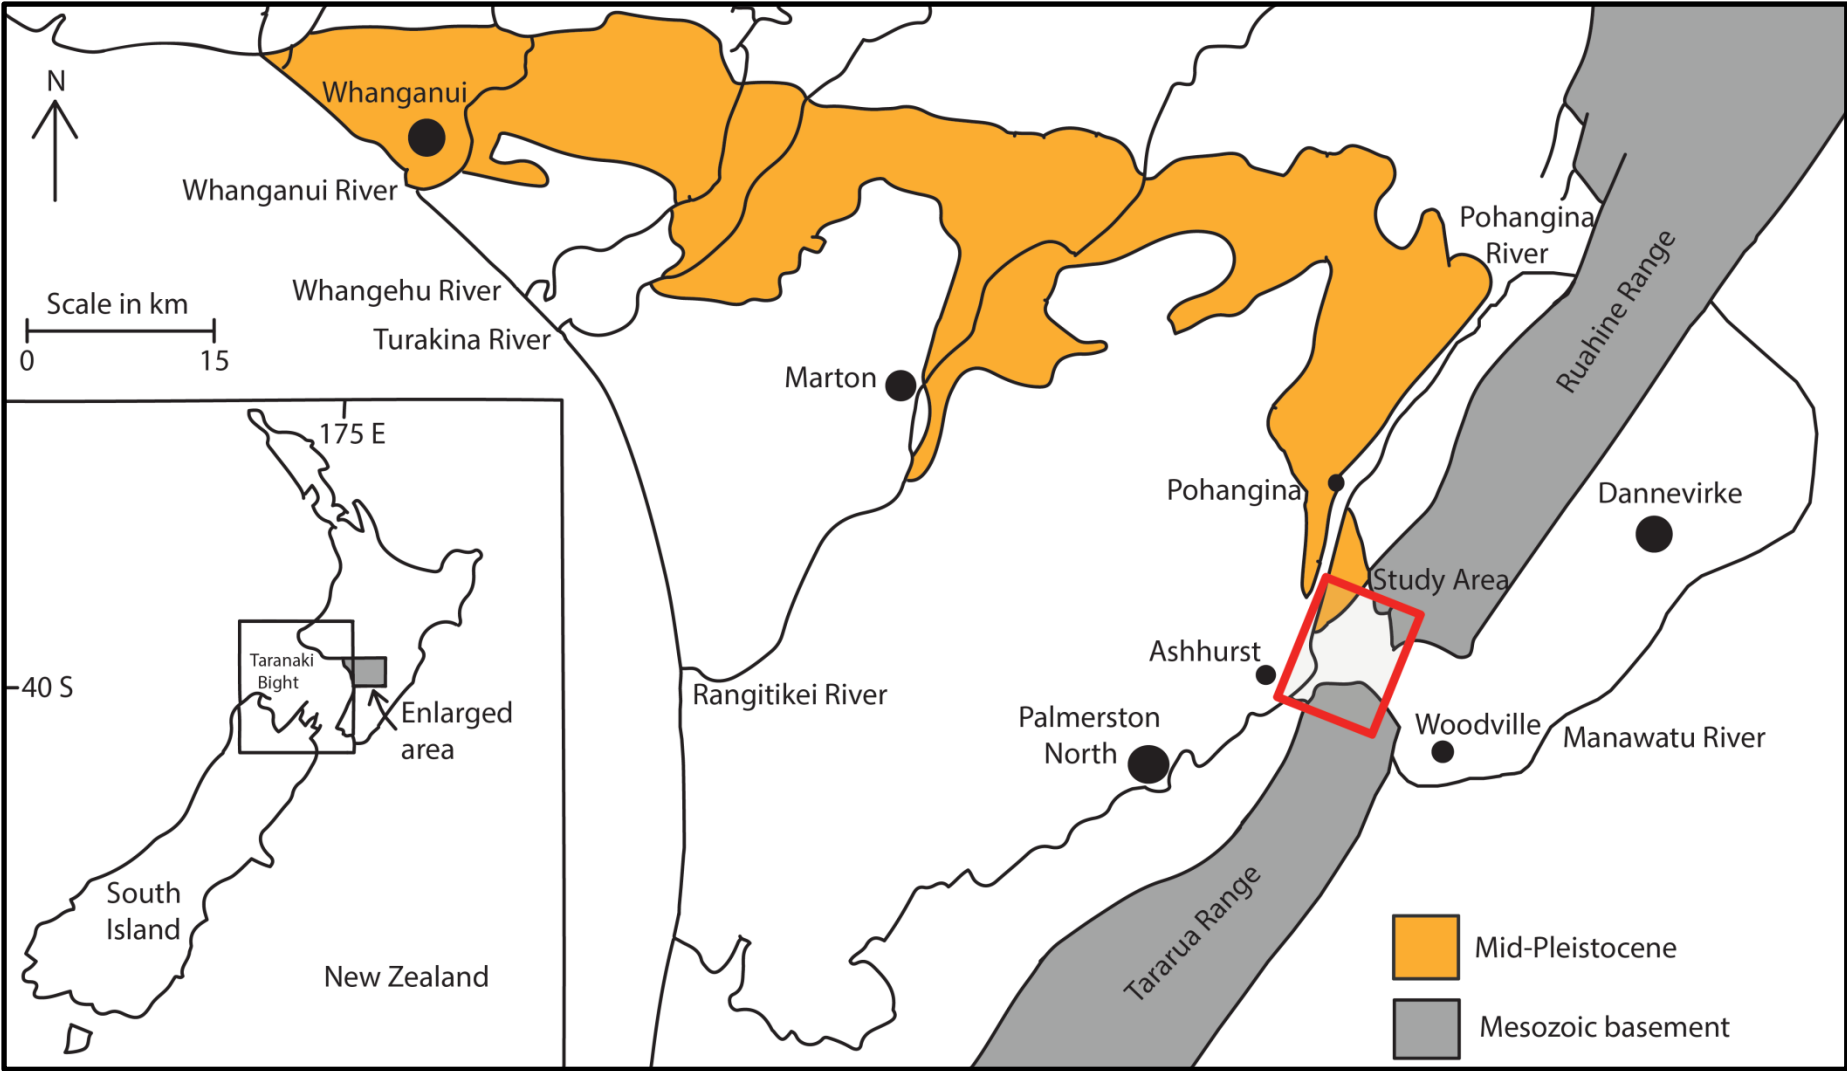 N
Whanganui
Whanganui River
Scale in km
0 15
Whangehu River
Turakina River
Marton
Pohangina
River
Ruahine Range
Pohangina
Dannevirke
Study Area
Ashhurst
Rangitikei River
Palmerston
North
Woodville
Manawatu River
Tararua Range
175 E
Taranaki
Bight
40 S
Enlarged
area
South
Island
New Zealand
Mid-Pleistocene
Mesozoic basement